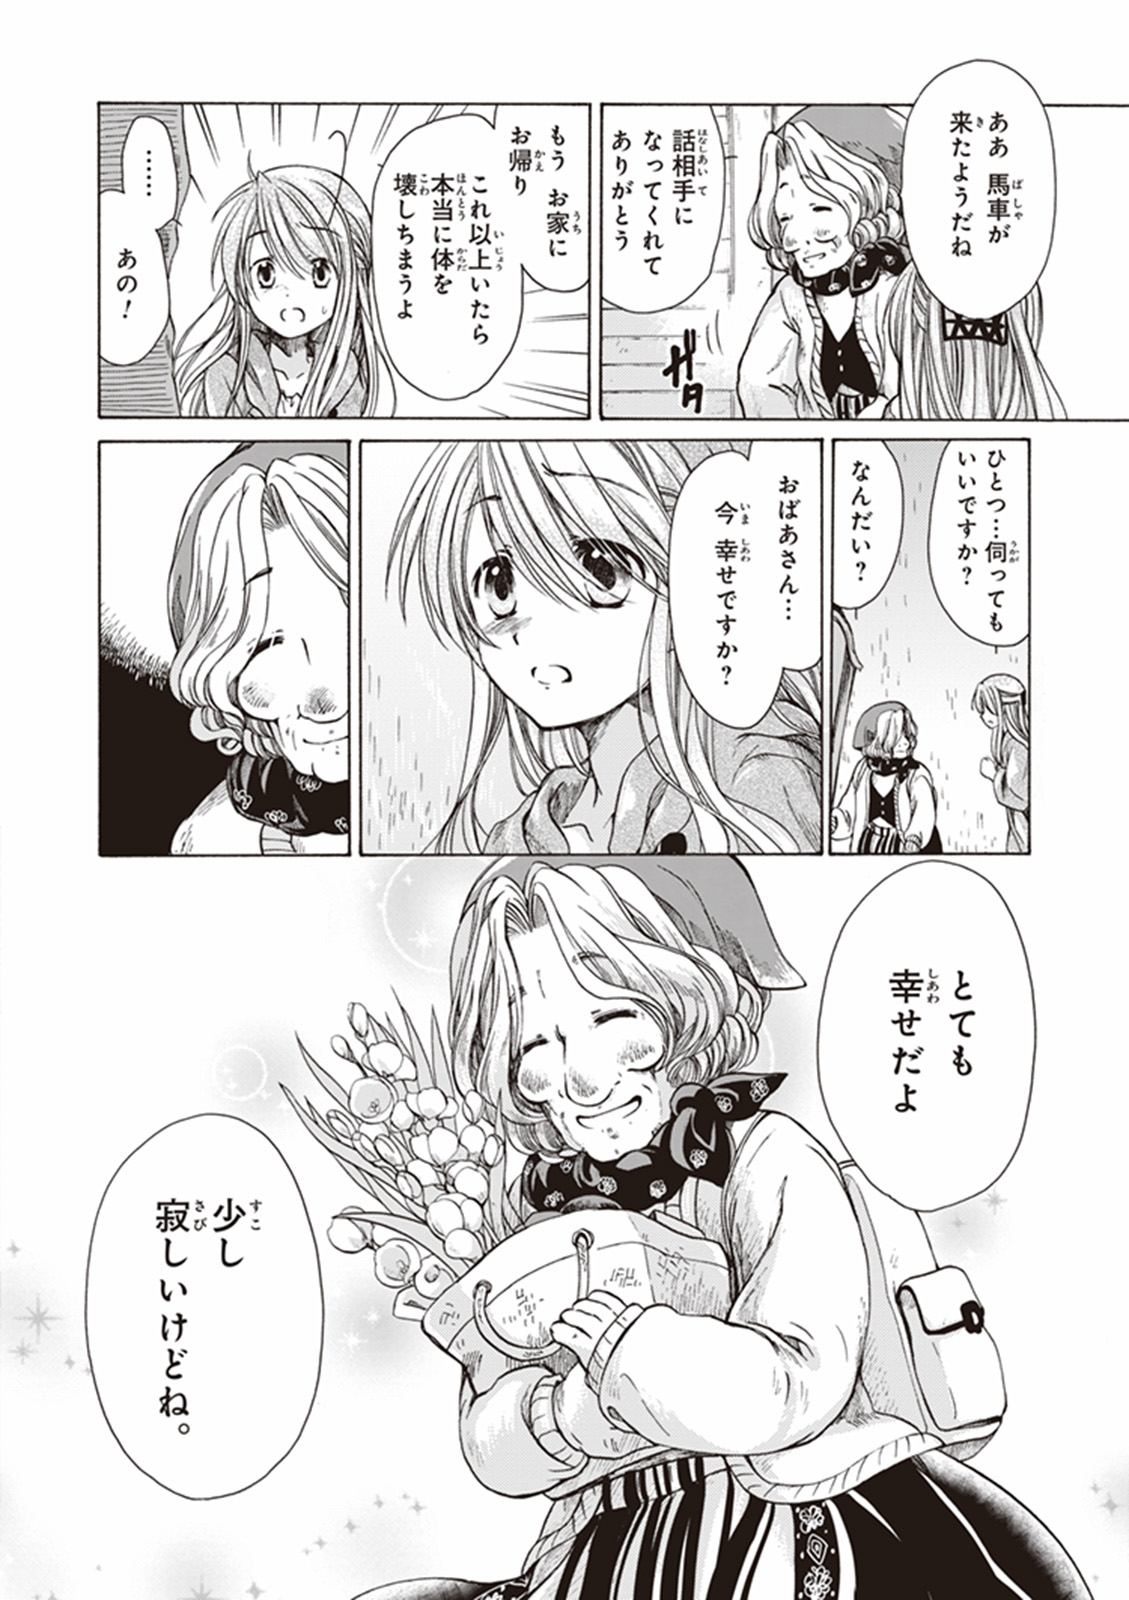 ああ 馬車が
来たようだね
話相手に
なってくれて
ありがとう
ガタ
もう お家に
お帰り
これ以上いたら
本当に体を
壊しちまうよ
……
あの！
ひとつ…伺っても
いいですか？
なんだい？
おばあさん…
今 幸せですか？
とても
幸せだよ
少し
寂しいけどね。